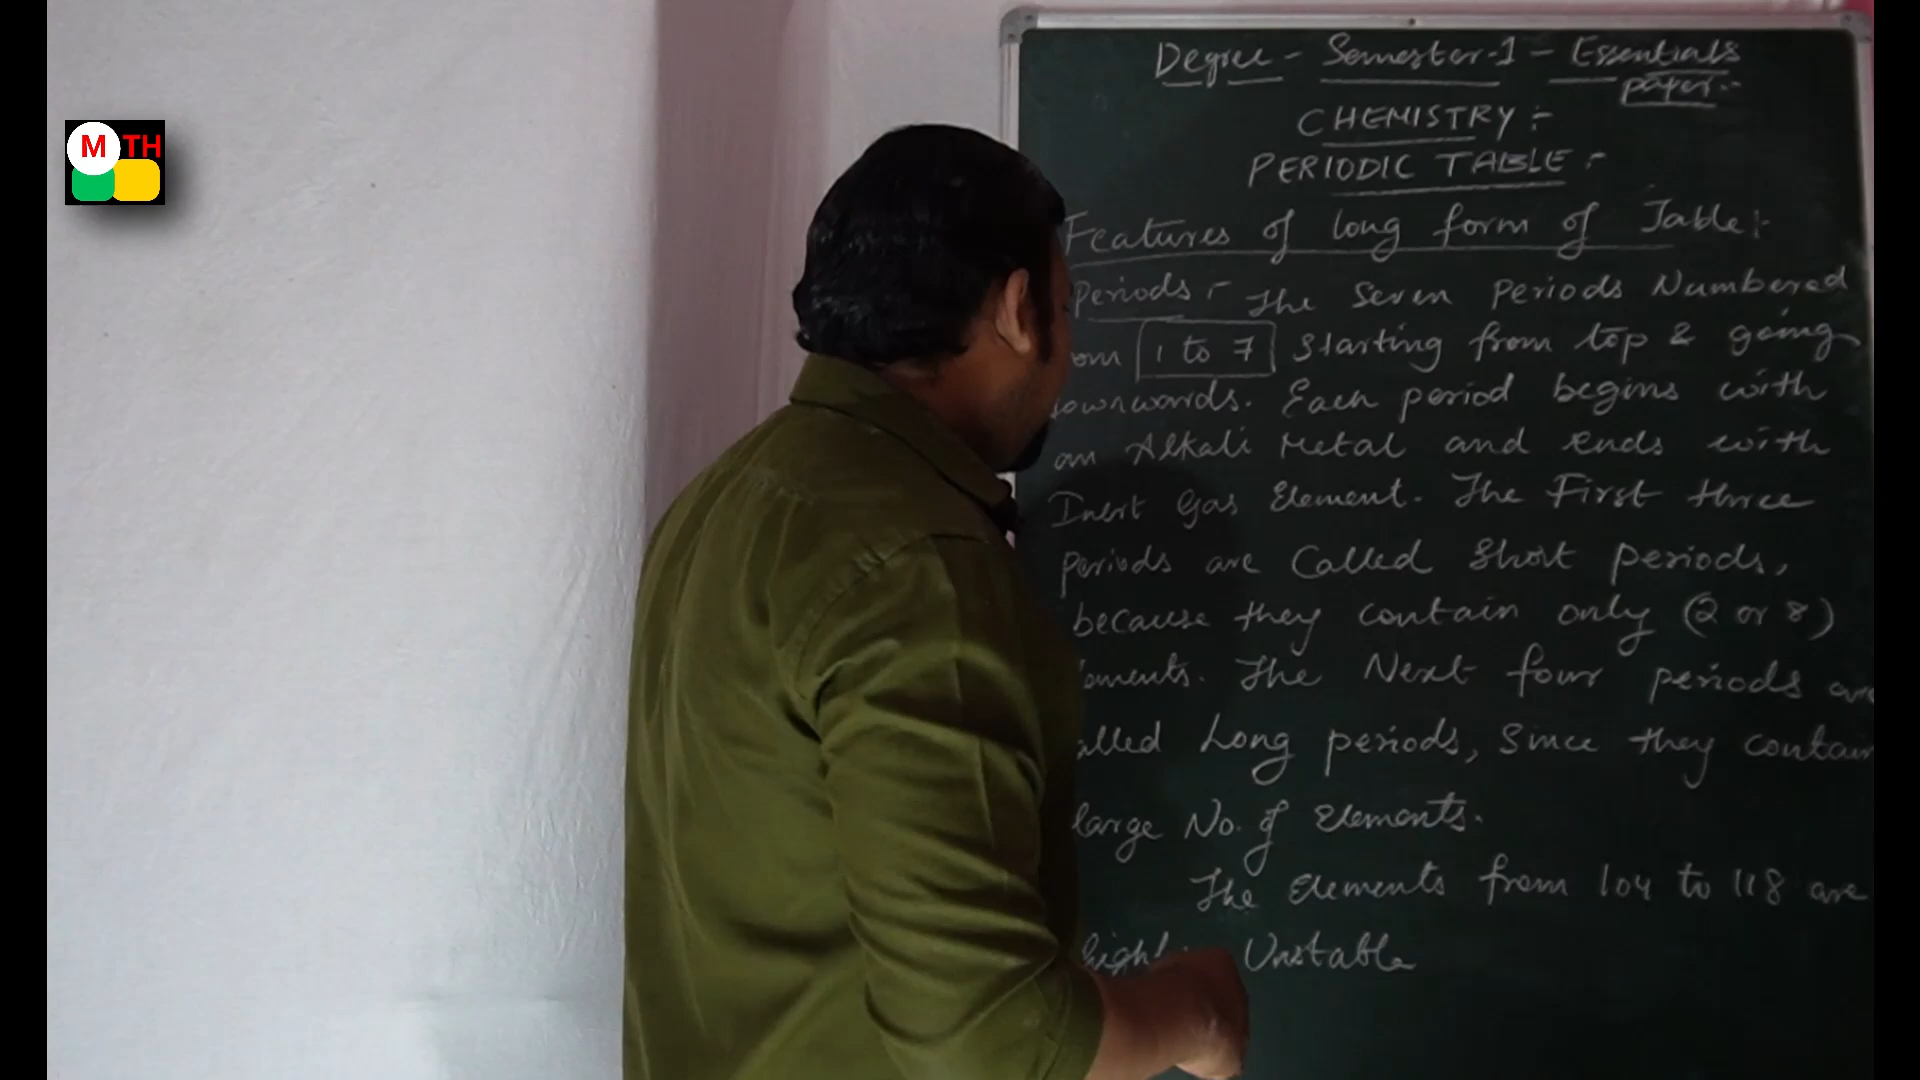 M TH
Degree - Semester-1 - Essentials
paper:-
CHEMISTRY:-
PERIODIC TABLE:-
Features of long form of Table:-
Periods:- The Seven Periods Numbered
1 to 7 Starting from top & going
downwards. Each period begins with
an Alkali Metal and ends with
Inert Gas Element. The First three
periods are Called Short periods,
because they contain only (2 or 8)
The Next four periods are
Long periods, Since they contain
large No. of Elements.
The Elements from 104 to 118 are
Unstable